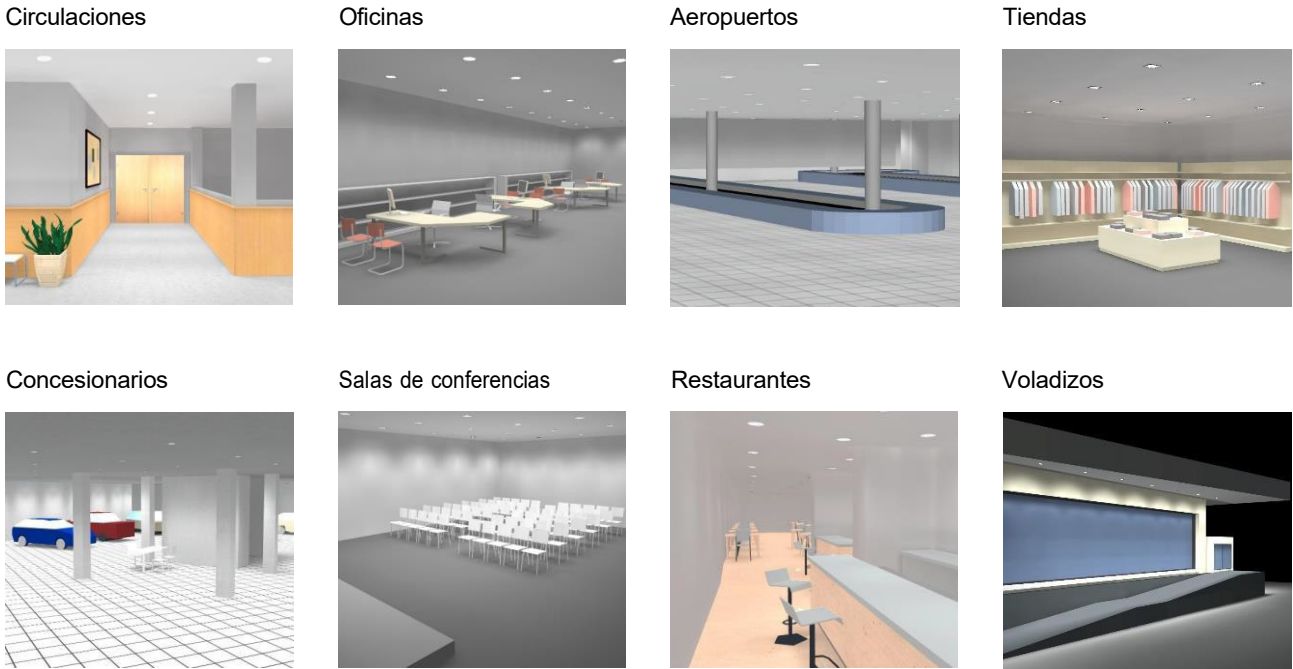 Circulaciones
Oficinas
Aeropuertos
Tiendas
Concesionarios
Salas de conferencias
Restaurantes
Voladizos